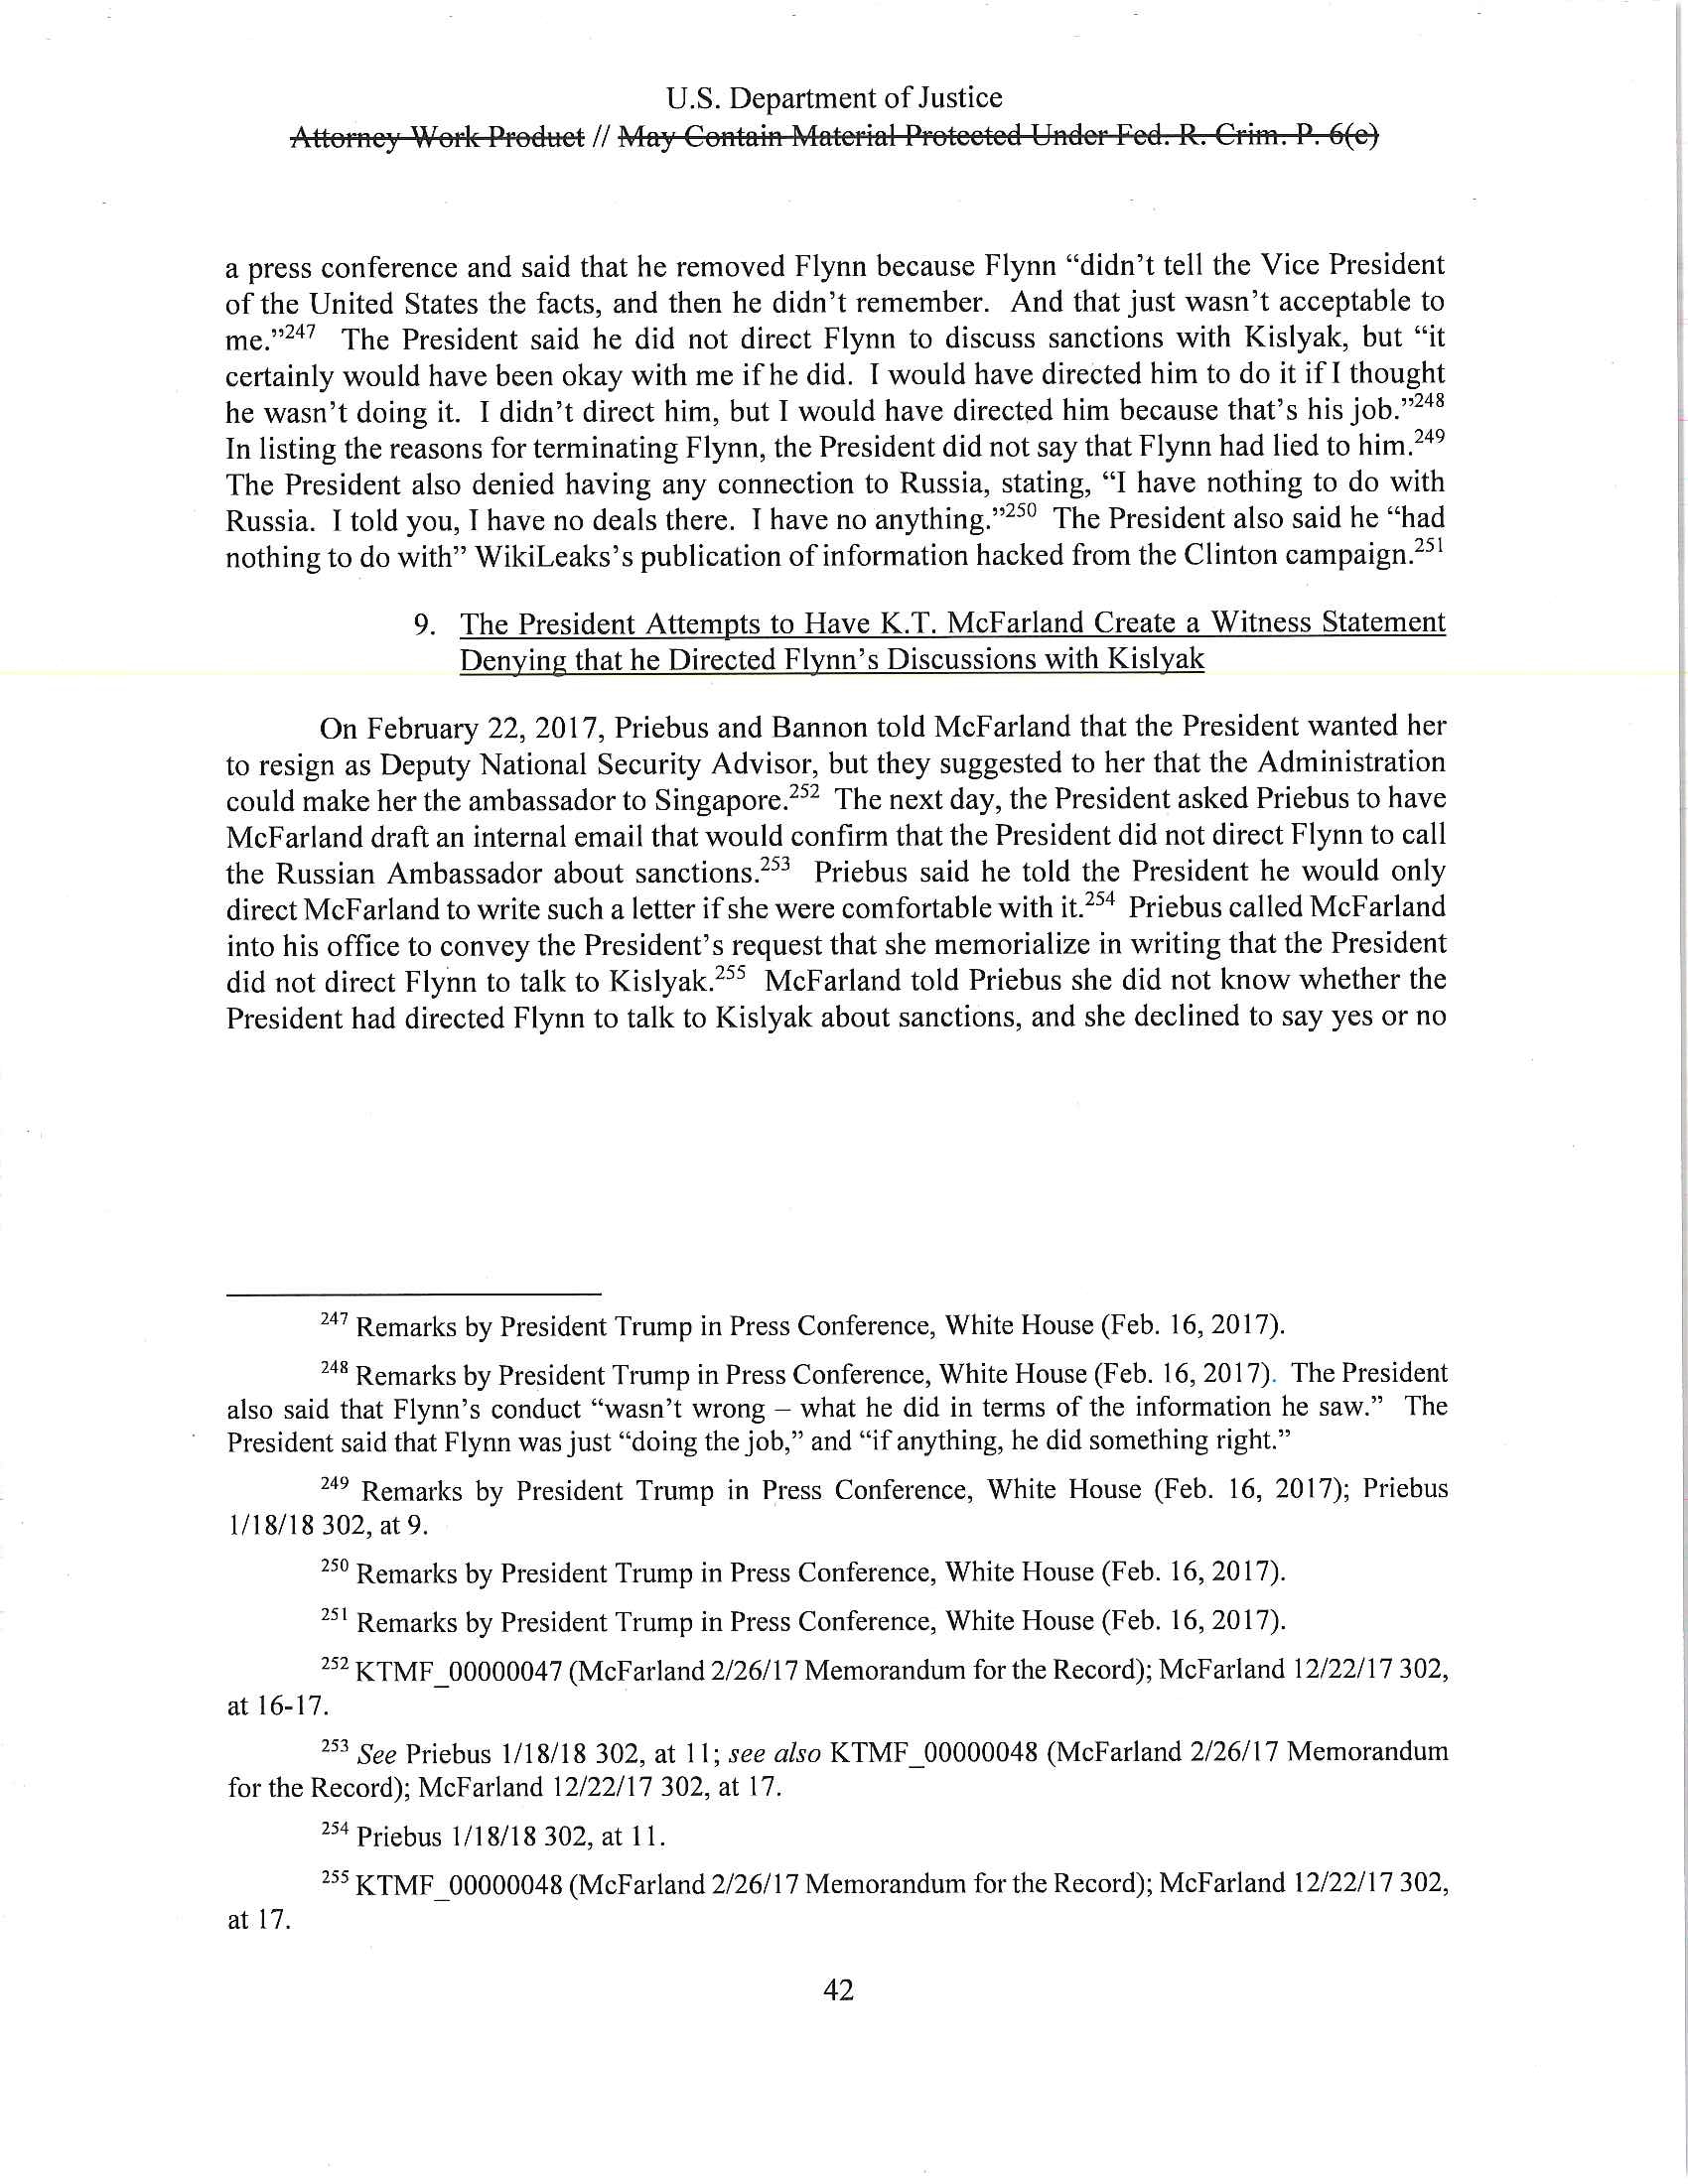 U.S. Department of Justice
Attorney Work Product // May Contain Material Protected Under Fed. R. Crim. P. 6(e)
a press conference and said that he removed Flynn because Flynn “didn’t tell the Vice President
of the United States the facts, and then he didn’t remember. And that just wasn’t acceptable to
me.”247 The President said he did not direct Flynn to discuss sanctions with Kislyak, but “it
certainly would have been okay with me if he did. I would have directed him to do it if I thought
he wasn’t doing it. I didn’t direct him, but I would have directed him because that’s his job.”248
In listing the reasons for terminating Flynn, the President did not say that Flynn had lied to him.249
The President also denied having any connection to Russia, stating, “I have nothing to do with
Russia. I told you, I have no deals there. I have no anything.”250 The President also said he “had
nothing to do with” WikiLeaks’s publication of information hacked from the Clinton campaign.251
9. The President Attempts to Have K.T. McFarland Create a Witness Statement
Denying that he Directed Flynn’s Discussions with Kislyak
On February 22, 2017, Priebus and Bannon told McFarland that the President wanted her
to resign as Deputy National Security Advisor, but they suggested to her that the Administration
could make her the ambassador to Singapore.252 The next day, the President asked Priebus to have
McFarland draft an internal email that would confirm that the President did not direct Flynn to call
the Russian Ambassador about sanctions.253 Priebus said he told the President he would only
direct McFarland to write such a letter if she were comfortable with it.254 Priebus called McFarland
into his office to convey the President’s request that she memorialize in writing that the President
did not direct Flynn to talk to Kislyak.255 McFarland told Priebus she did not know whether the
President had directed Flynn to talk to Kislyak about sanctions, and she declined to say yes or no
247 Remarks by President Trump in Press Conference, White House (Feb. 16, 2017).
248 Remarks by President Trump in Press Conference, White House (Feb. 16, 2017). The President
also said that Flynn’s conduct “wasn’t wrong – what he did in terms of the information he saw.” The
President said that Flynn was just “doing the job,” and “if anything, he did something right.”
249 Remarks by President Trump in Press Conference, White House (Feb. 16, 2017); Priebus
1/18/18 302, at 9.
250 Remarks by President Trump in Press Conference, White House (Feb. 16, 2017).
251 Remarks by President Trump in Press Conference, White House (Feb. 16, 2017).
252 KTMF_00000047 (McFarland 2/26/17 Memorandum for the Record); McFarland 12/22/17 302,
at 16-17.
253 See Priebus 1/18/18 302, at 11; see also KTMF_00000048 (McFarland 2/26/17 Memorandum
for the Record); McFarland 12/22/17 302, at 17.
254 Priebus 1/18/18 302, at 11.
255 KTMF_00000048 (McFarland 2/26/17 Memorandum for the Record); McFarland 12/22/17 302,
at 17.
42